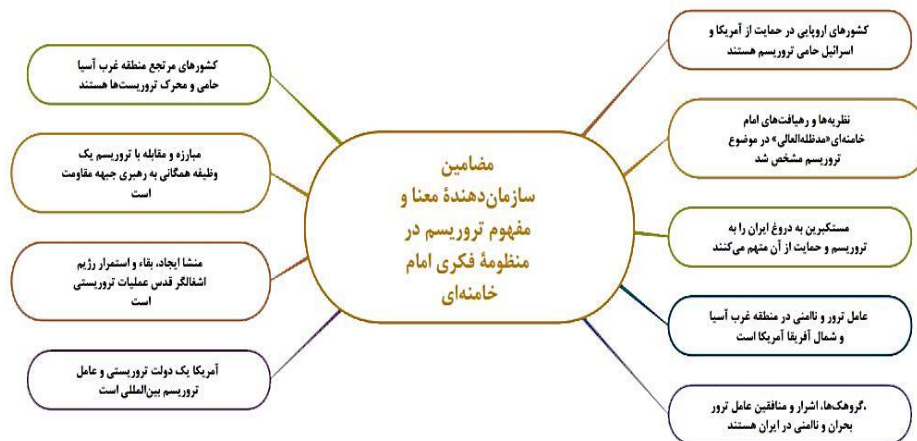 کشورهای اروپایی در حمایت از آمریکا و
اسرائیل حامی تروریسم هستند
نظریه‌ها و رهیافت‌های امام
خامنه‌ای«مدظله‌العالی» در موضوع
تروریسم مشخص شد
مستکبرین به دروغ ایران را به
تروریسم و حمایت از آن متهم می‌کنند
عامل ترور و ناامنی در منطقه غرب آسیا
و شمال آفریقا آمریکا است
گروهک‌ها، اشرار و منافقین عامل ترور،
بحران و ناامنی در ایران هستند
مضامین
سازمان‌دهندهٔ معنا و
مفهوم تروریسم در
منظومهٔ فکری امام
خامنه‌ای
کشورهای مرتجع منطقه غرب آسیا
حامی و محرک تروریست‌ها هستند
مبارزه و مقابله با تروریسم یک
وظیفه همگانی به رهبری جبهه مقاومت
است
منشا ایجاد، بقاء و استمرار رژیم
اشغالگر قدس عملیات تروریستی
است
آمریکا یک دولت تروریستی و عامل
تروریسم بین‌المللی است